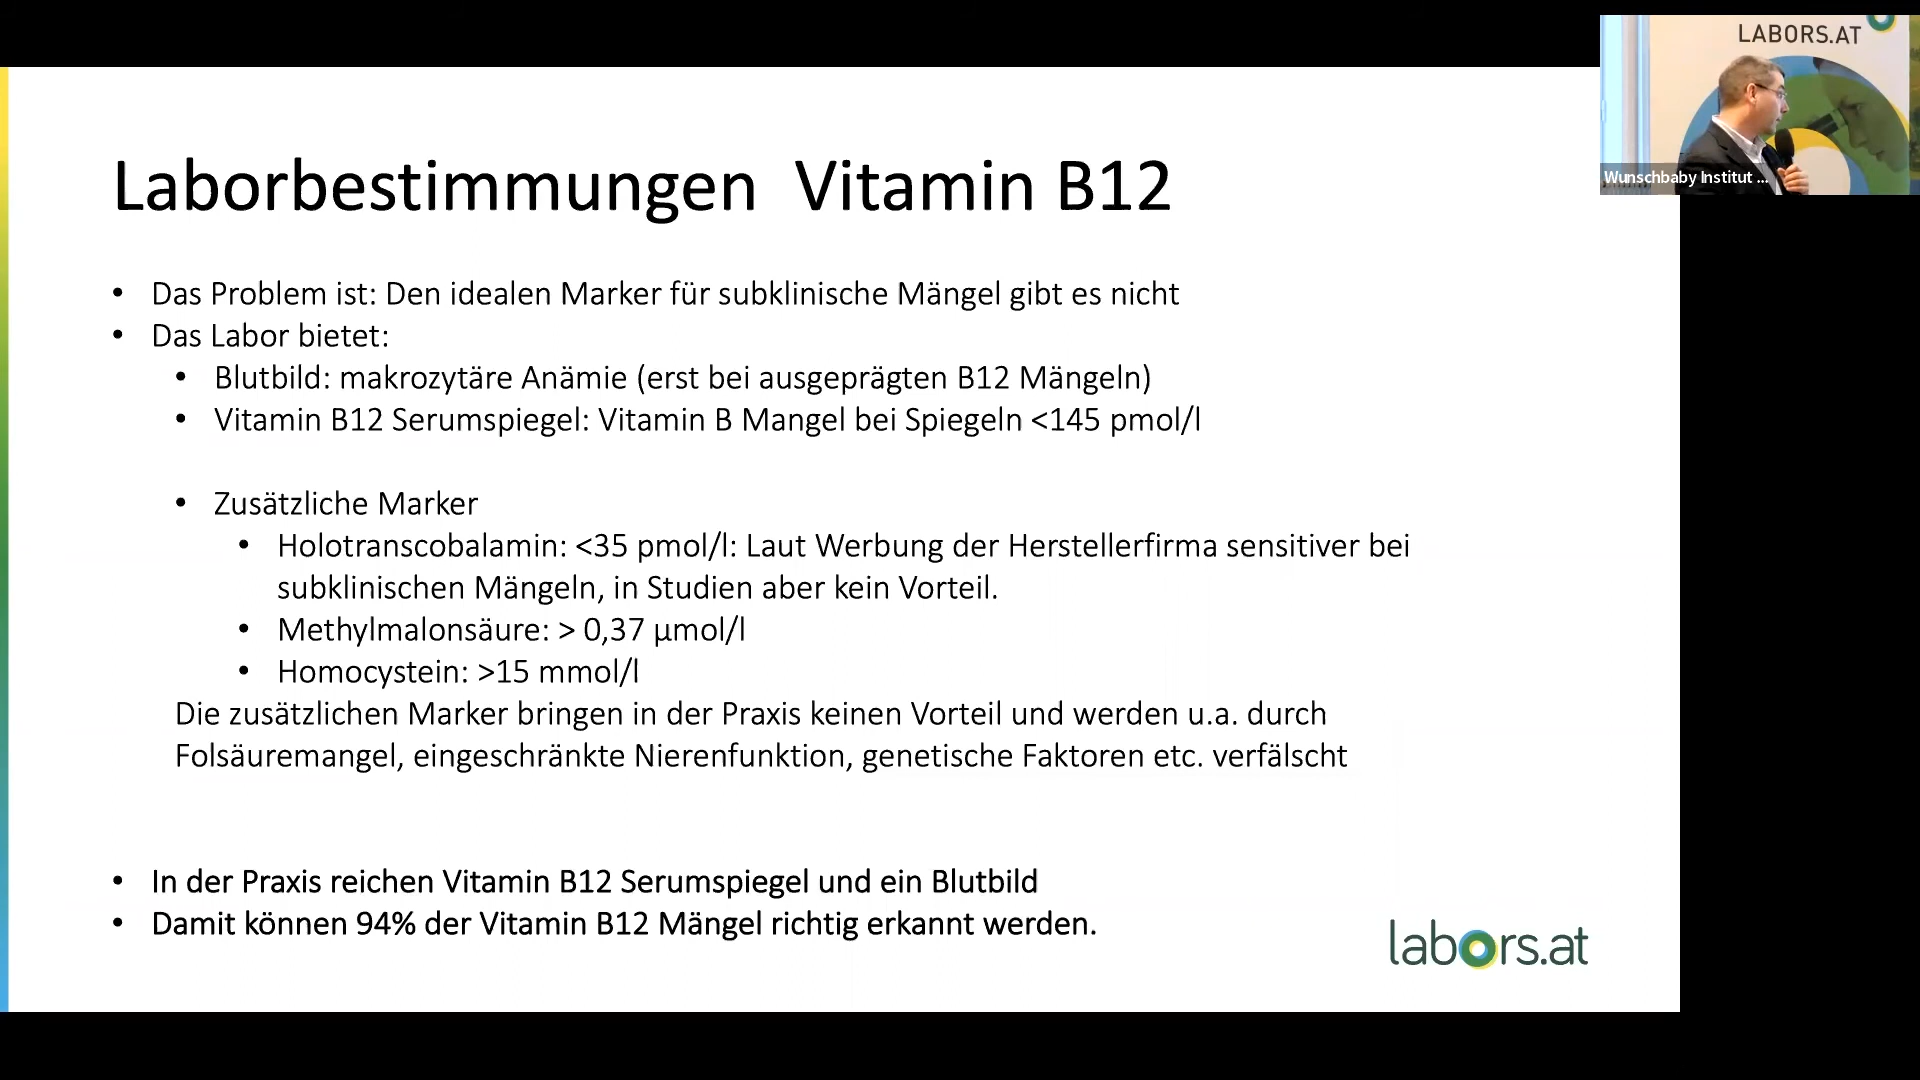 LABORS.AT
Wunschbaby Institut ...
Laborbestimmungen Vitamin B12
• Das Problem ist: Den idealen Marker für subklinische Mängel gibt es nicht
• Das Labor bietet:
• Blutbild: makrozytäre Anämie (erst bei ausgeprägten B12 Mängeln)
• Vitamin B12 Serumspiegel: Vitamin B Mangel bei Spiegeln <145 pmol/l
• Zusätzliche Marker
• Holotranscobalamin: <35 pmol/l: Laut Werbung der Herstellerfirma sensitiver bei
subklinischen Mängeln, in Studien aber kein Vorteil.
• Methylmalonsäure: > 0,37 µmol/l
• Homocystein: >15 mmol/l
Die zusätzlichen Marker bringen in der Praxis keinen Vorteil und werden u.a. durch
Folsäuremangel, eingeschränkte Nierenfunktion, genetische Faktoren etc. verfälscht
• In der Praxis reichen Vitamin B12 Serumspiegel und ein Blutbild
• Damit können 94% der Vitamin B12 Mängel richtig erkannt werden.
labors.at